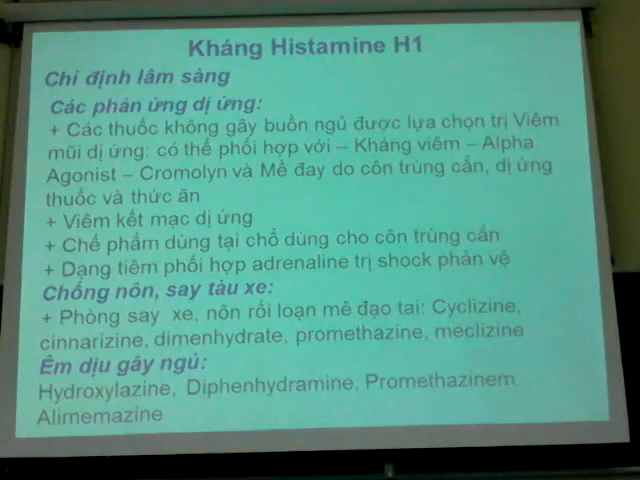 Kháng Histamine H1
Chỉ định lâm sàng
Các phản ứng dị ứng:
+ Các thuốc không gây buồn ngủ được lựa chọn trị Viêm
mũi dị ứng: có thể phối hợp với – Kháng viêm – Alpha
Agonist – Cromolyn và Mề đay do côn trùng cắn, dị ứng
thuốc và thức ăn
+ Viêm kết mạc dị ứng
+ Chế phẩm dùng tại chổ dùng cho côn trùng cắn
+ Dạng tiêm phối hợp adrenaline trị shock phản vệ
Chống nôn, say tàu xe:
+ Phòng say xe, nôn rối loạn mê đạo tai: Cyclizine,
cinnarizine, dimenhydrate, promethazine, meclizine
Êm dịu gây ngủ:
Hydroxylazine, Diphenhydramine, Promethazinem
Alimemazine